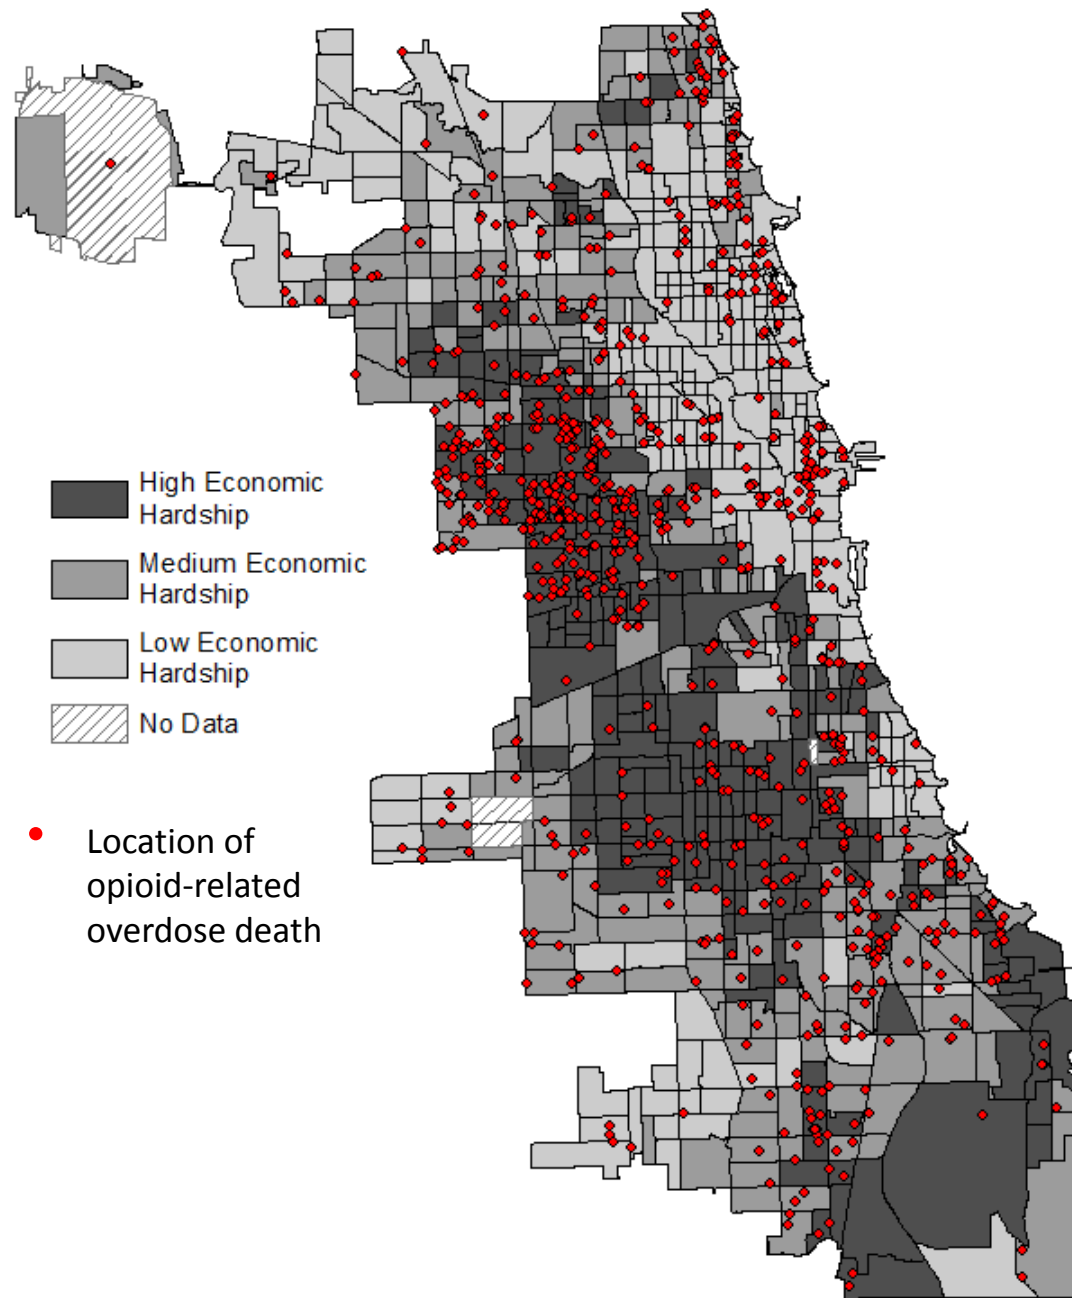 High Economic
Hardship
Medium Economic
Hardship
Low Economic
Hardship
No Data
Location of
opioid-related
overdose death